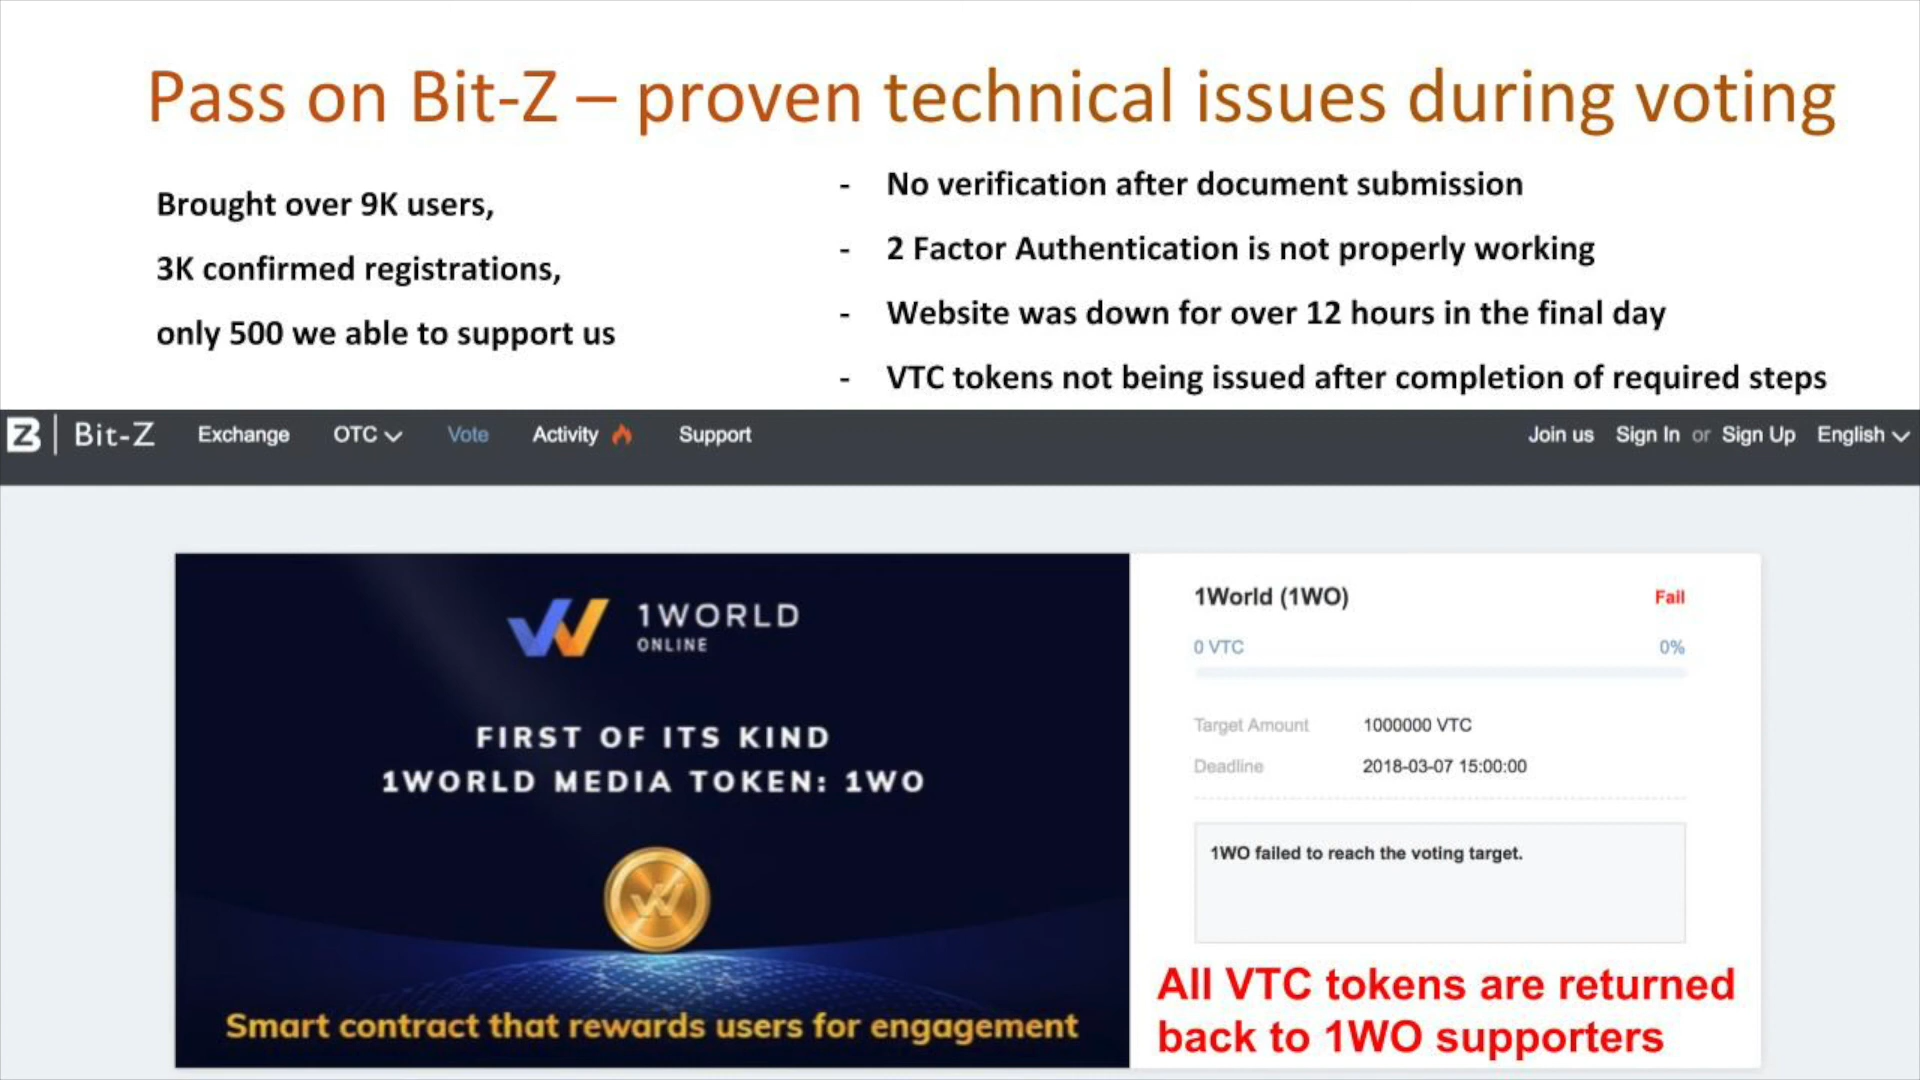 Pass on Bit-Z – proven technical issues during voting
Brought over 9K users,
3K confirmed registrations,
only 500 we able to support us
- No verification after document submission
- 2 Factor Authentication is not properly working
- Website was down for over 12 hours in the final day
- VTC tokens not being issued after completion of required steps
Bit-Z Exchange OTC Vote Activity Support Join us Sign In or Sign Up English
1WORLD
ONLINE
FIRST OF ITS KIND
1WORLD MEDIA TOKEN: 1WO
Smart contract that rewards users for engagement
1World (1WO) Fail
0 VTC 0%
Target Amount 1000000 VTC
Deadline 2018-03-07 15:00:00
1WO failed to reach the voting target.
All VTC tokens are returned
back to 1WO supporters